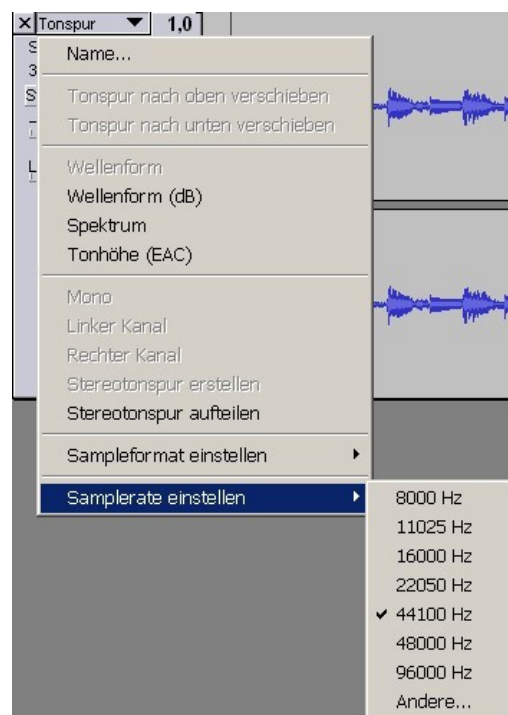 Tonspur
1,0
S
3
S
L
Name...
Tonspur nach oben verschieben
Tonspur nach unten verschieben
Wellenform
Wellenform (dB)
Spektrum
Tonhöhe (EAC)
Mono
Linker Kanal
Rechter Kanal
Stereotonspur erstellen
Stereotonspur aufteilen
Sampleformat einstellen
Samplerate einstellen
8000 Hz
11025 Hz
16000 Hz
22050 Hz
44100 Hz
48000 Hz
96000 Hz
Andere...